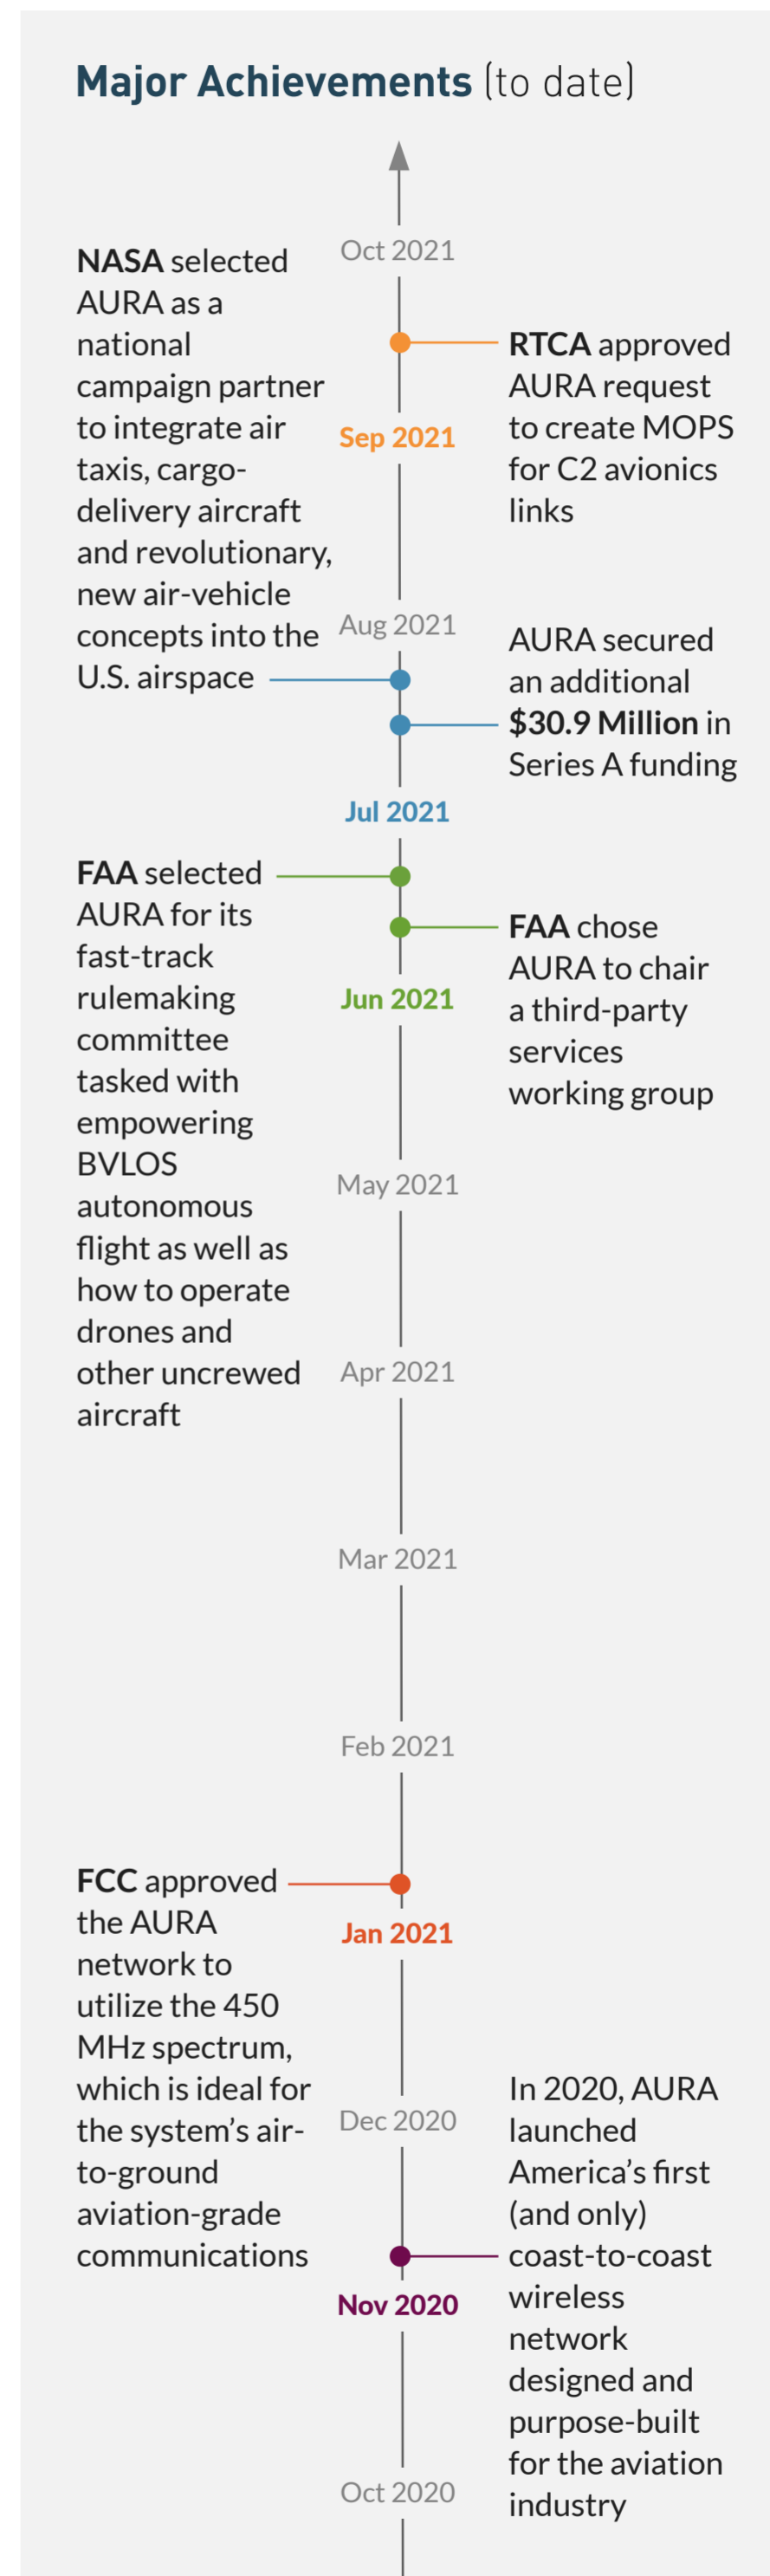 Major Achievements (to date)
Oct 2021
NASA selected
AURA as a
national
campaign partner
to integrate air
taxis, cargo-
delivery aircraft
and revolutionary,
new air-vehicle
concepts into the
U.S. airspace
RTCA approved
AURA request
to create MOPS
for C2 avionics
links
Sep 2021
Aug 2021
AURA secured
an additional
$30.9 Million in
Series A funding
Jul 2021
FAA selected
AURA for its
fast-track
rulemaking
committee
tasked with
empowering
BVLOS
autonomous
flight as well as
how to operate
drones and
other uncrewed
aircraft
FAA chose
AURA to chair
a third-party
services
working group
Jun 2021
May 2021
Apr 2021
Mar 2021
Feb 2021
FCC approved
the AURA
network to
utilize the 450
MHz spectrum,
which is ideal for
the system’s air-
to-ground
aviation-grade
communications
Jan 2021
Dec 2020
In 2020, AURA
launched
America’s first
(and only)
coast-to-coast
wireless
network
designed and
purpose-built
for the aviation
industry
Nov 2020
Oct 2020